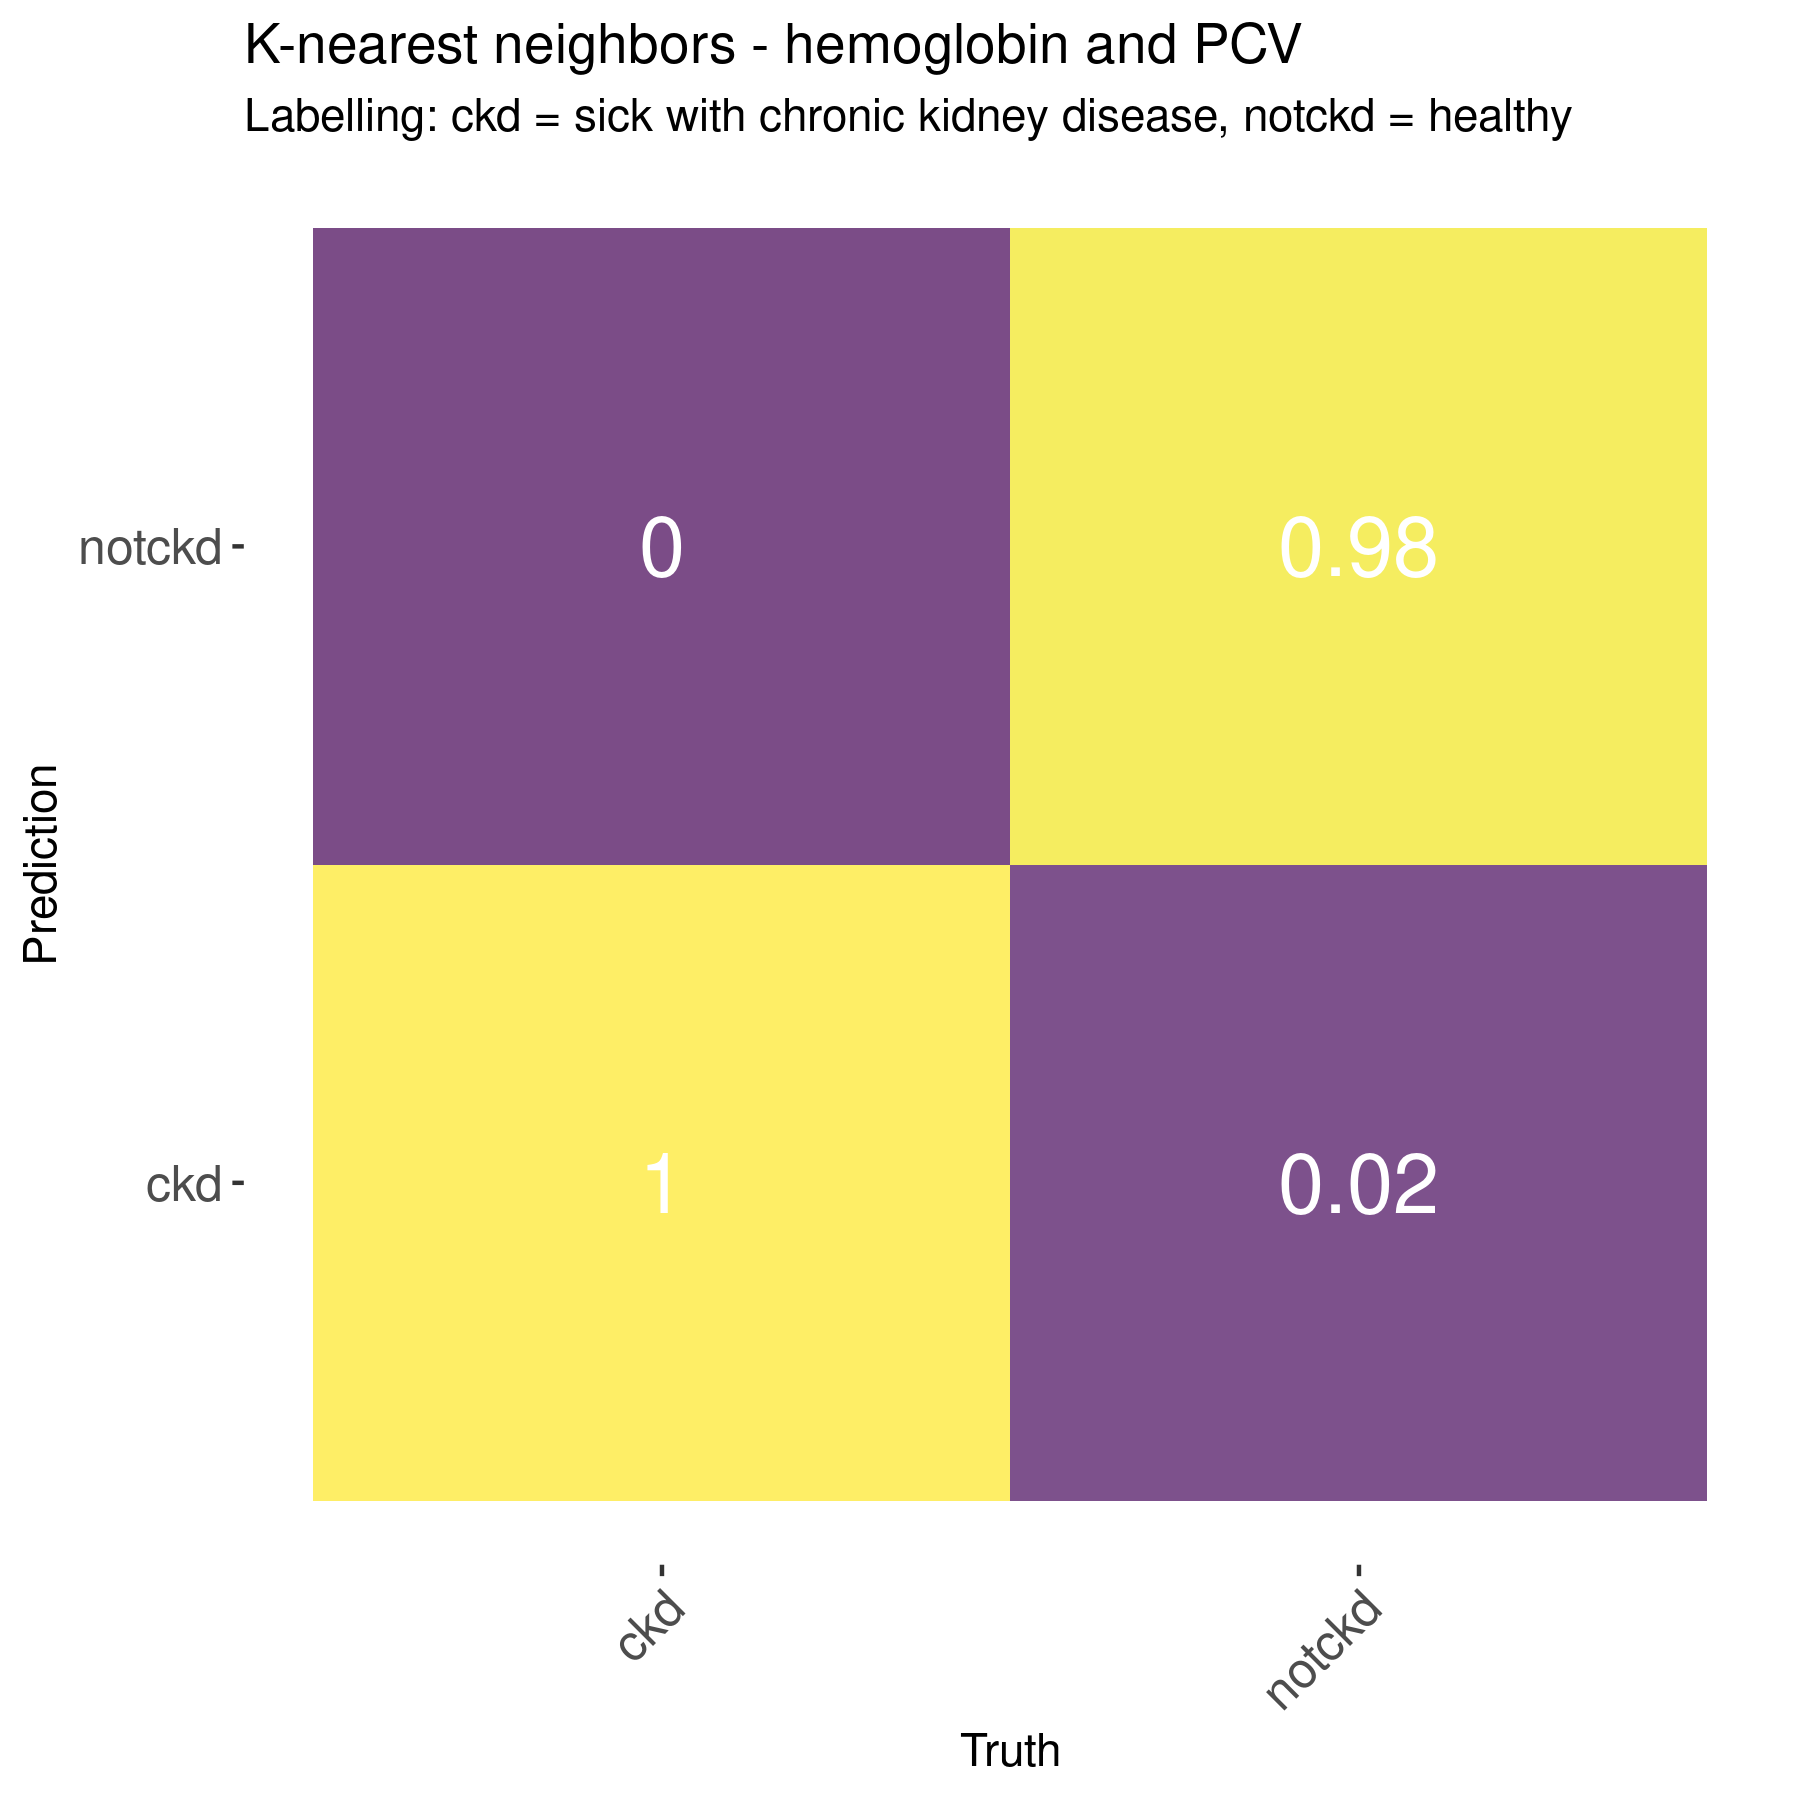 K-nearest neighbors - hemoglobin and PCV
Labelling: ckd = sick with chronic kidney disease, notckd = healthy
notckd
0
0.98
Prediction
ckd
1
0.02
ckd
notckd
Truth